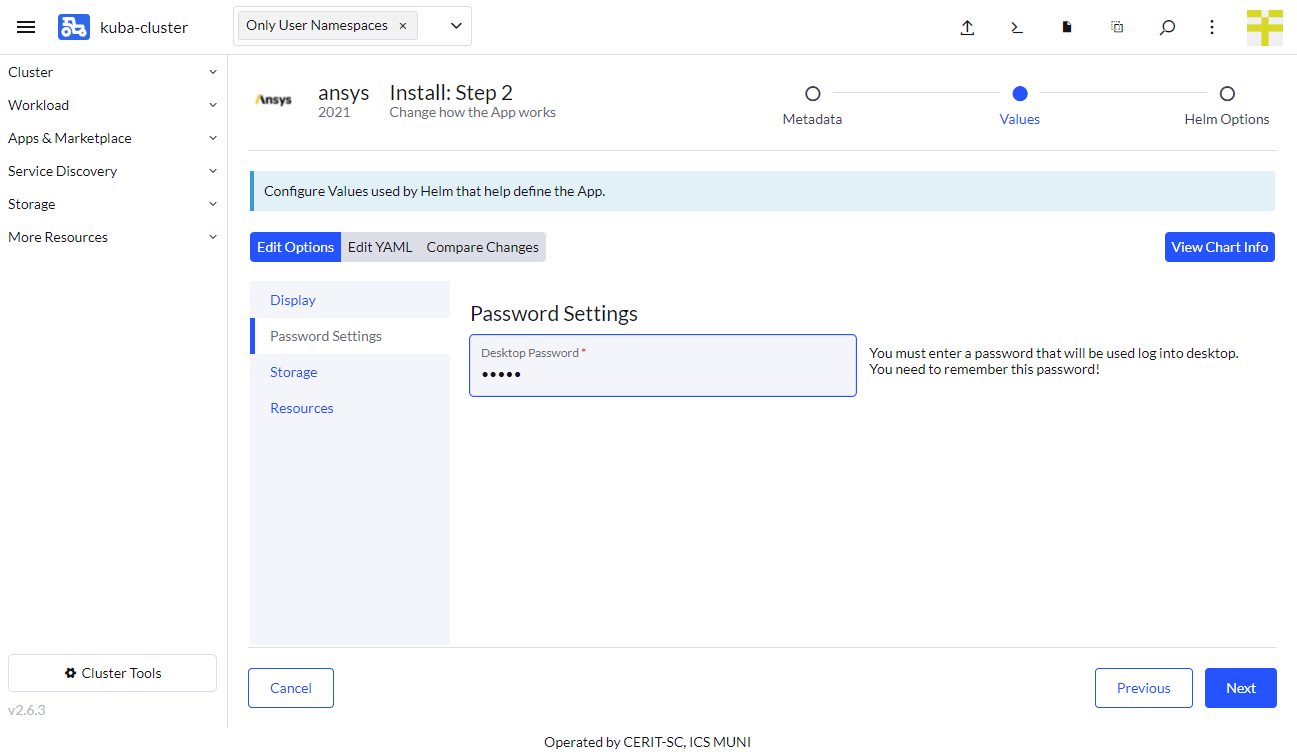 kuba-cluster
Only User Namespaces ×
Cluster
Workload
Apps & Marketplace
Service Discovery
Storage
More Resources
Cluster Tools
v2.6.3
Ansys
ansys
2021
Install: Step 2
Change how the App works
Metadata
Values
Helm Options
Configure Values used by Helm that help define the App.
Edit Options
Edit YAML
Compare Changes
View Chart Info
Display
Password Settings
Storage
Resources
Password Settings
Desktop Password *
•••••
You must enter a password that will be used log into desktop.
You need to remember this password!
Cancel
Previous
Next
Operated by CERIT-SC, ICS MUNI